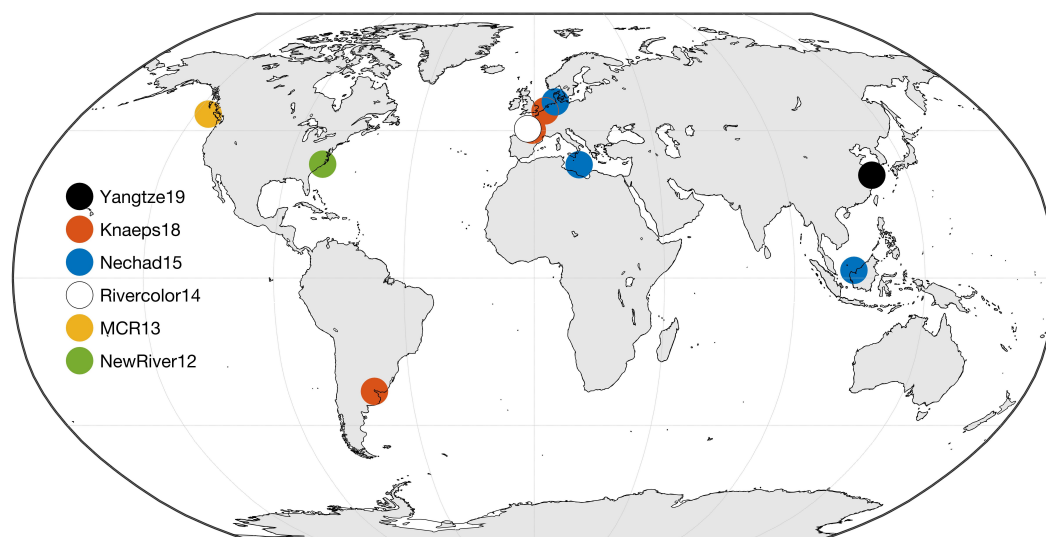 Yangtze19
Knaeps18
Nechad15
Rivercolor14
MCR13
NewRiver12